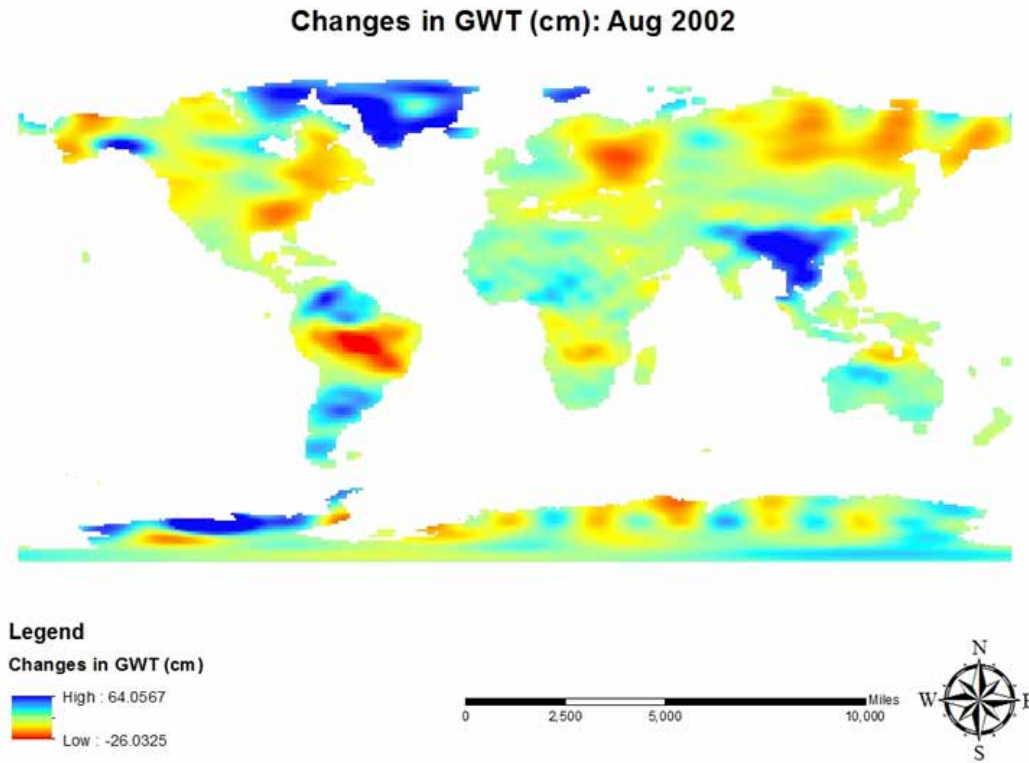 Changes in GWT (cm): Aug 2002
Legend
Changes in GWT (cm)
High : 64.0567
Low : -26.0325
Miles
0 2,500 5,000 10,000
N
W E
S